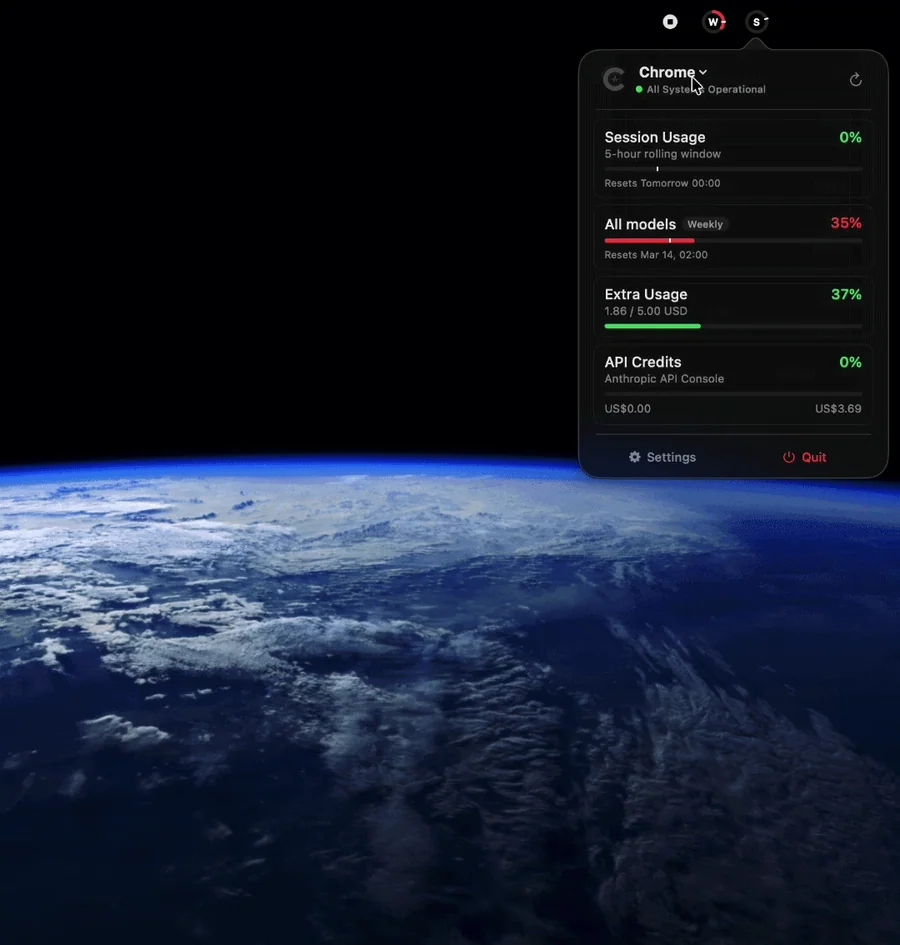 W
S
Chrome
All Systems Operational
Session Usage 0%
5-hour rolling window
Resets Tomorrow 00:00
All models Weekly 35%
Resets Mar 14, 02:00
Extra Usage 37%
1.86 / 5.00 USD
API Credits 0%
Anthropic API Console
US$0.00 US$3.69
Settings Quit